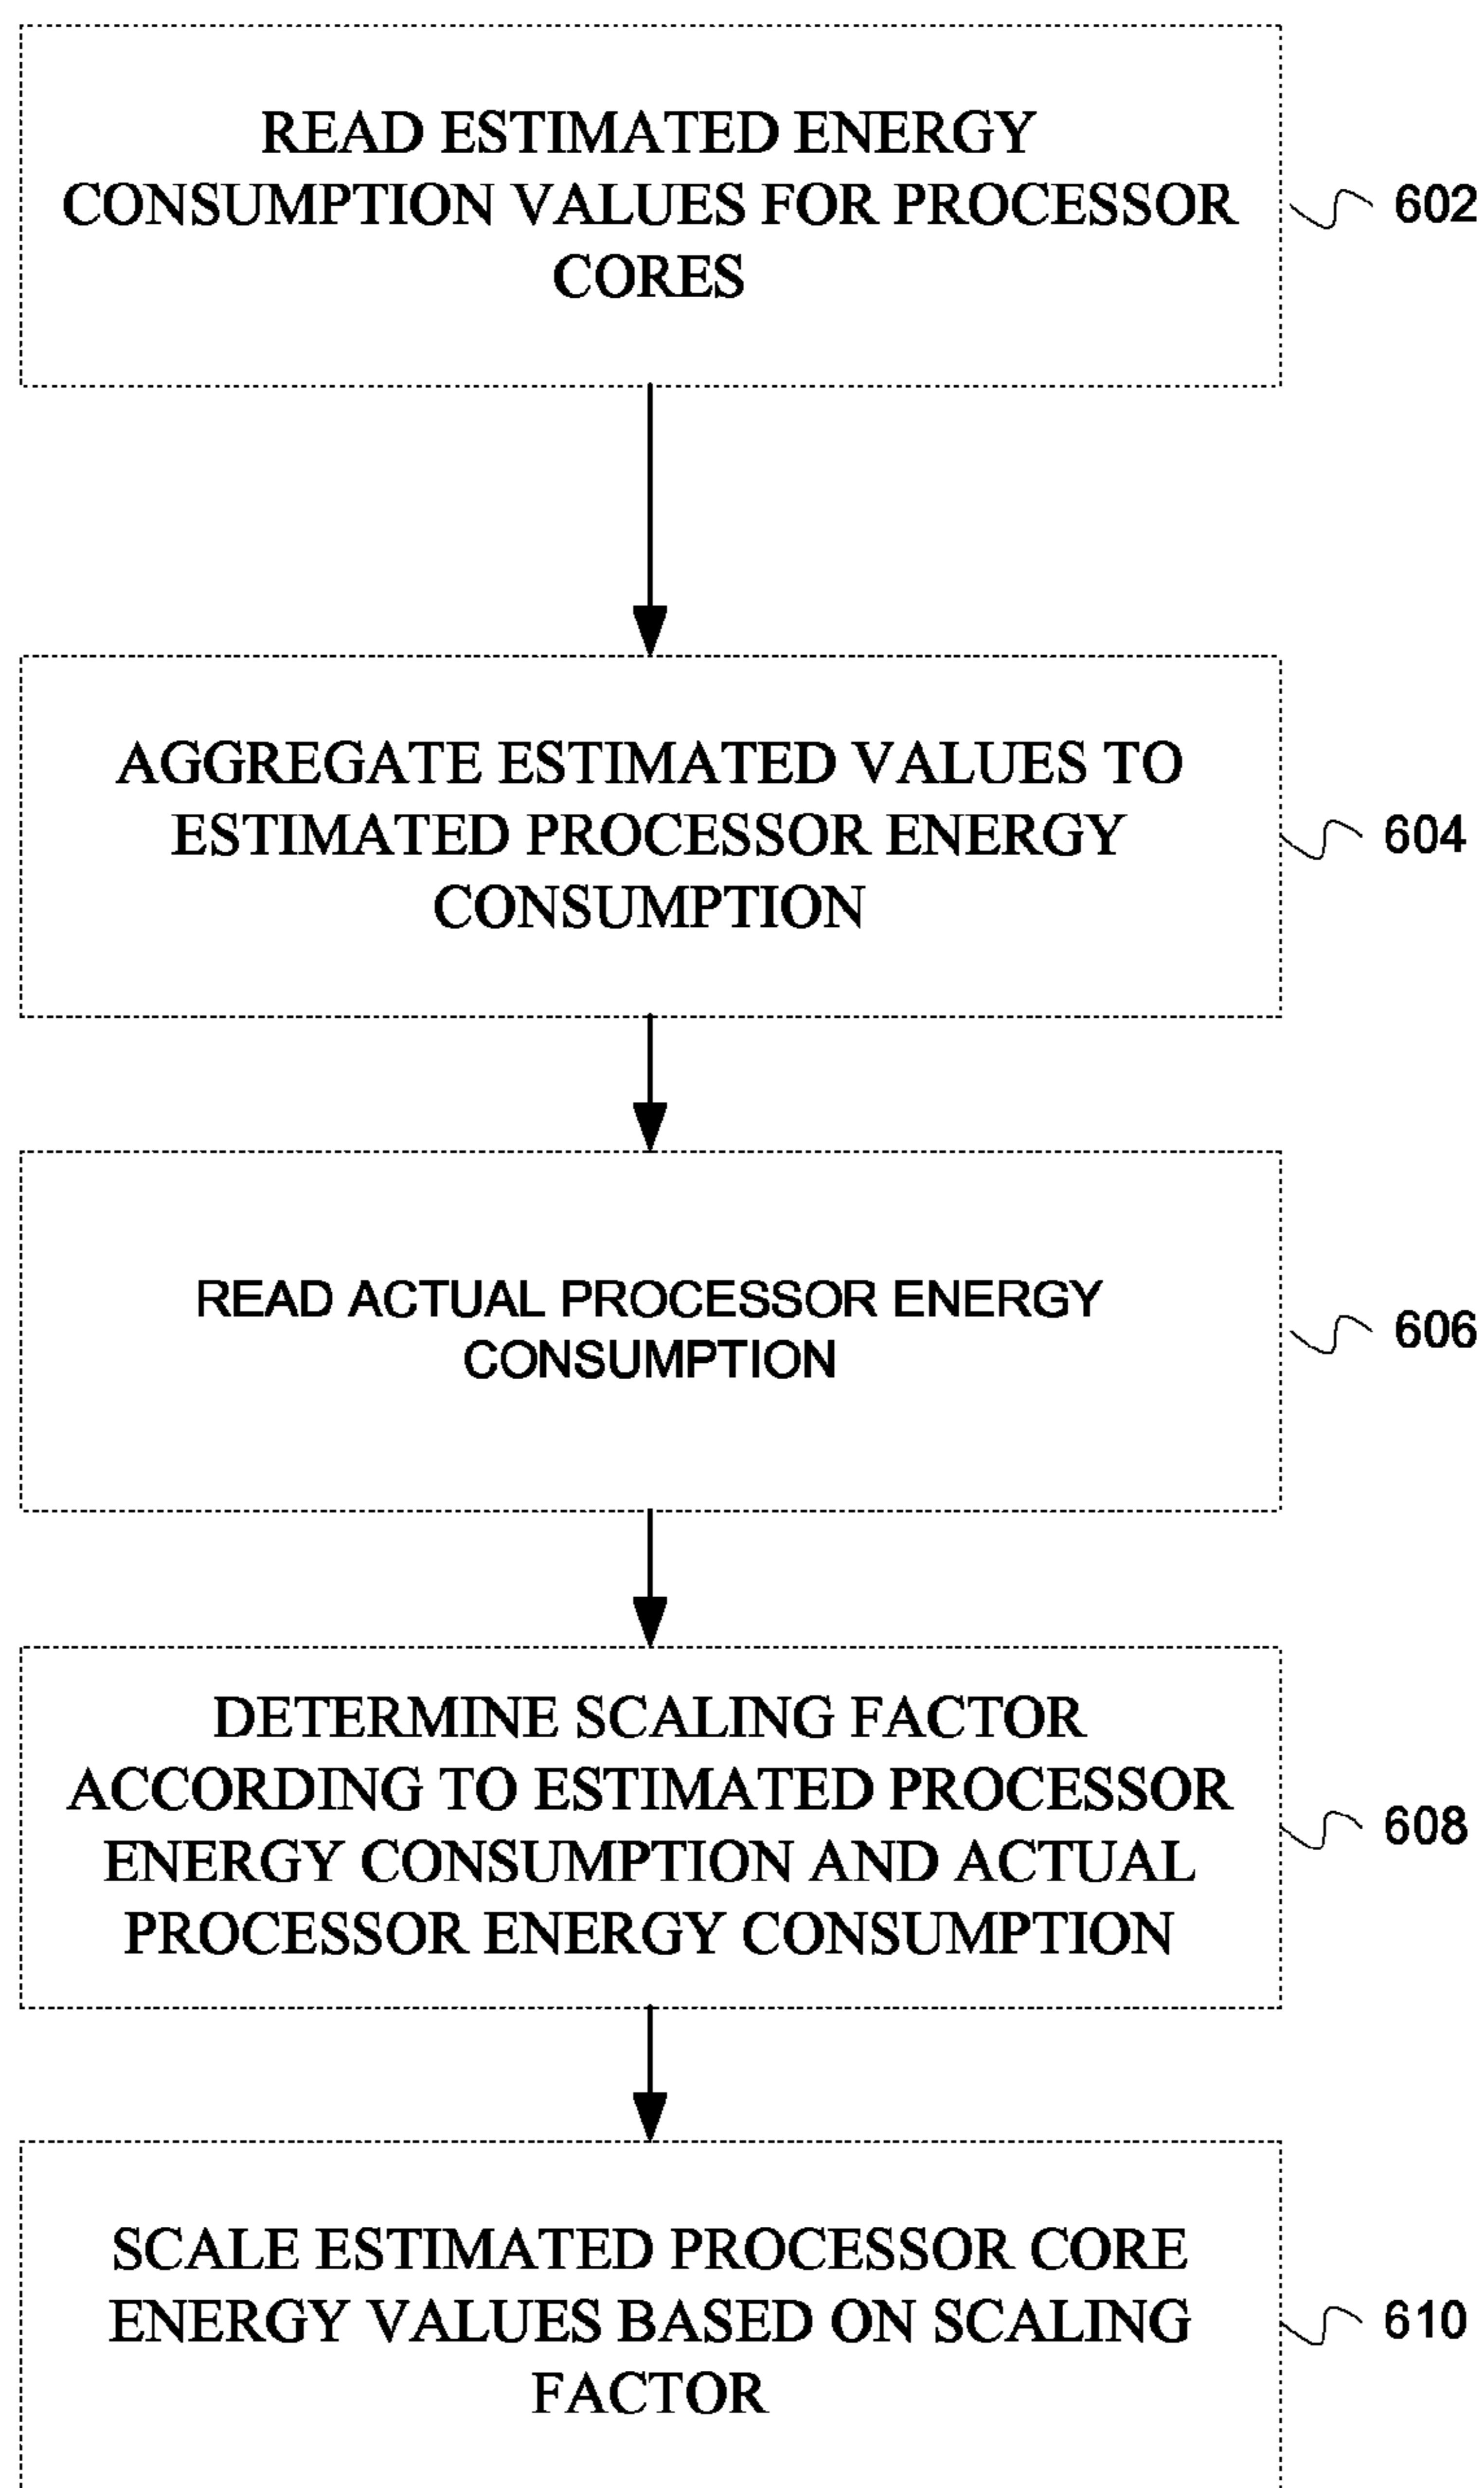 READ ESTIMATED ENERGY
CONSUMPTION VALUES FOR PROCESSOR
CORES
602
AGGREGATE ESTIMATED VALUES TO
ESTIMATED PROCESSOR ENERGY
CONSUMPTION
604
READ ACTUAL PROCESSOR ENERGY
CONSUMPTION
606
DETERMINE SCALING FACTOR
ACCORDING TO ESTIMATED PROCESSOR
ENERGY CONSUMPTION AND ACTUAL
PROCESSOR ENERGY CONSUMPTION
608
SCALE ESTIMATED PROCESSOR CORE
ENERGY VALUES BASED ON SCALING
FACTOR
610